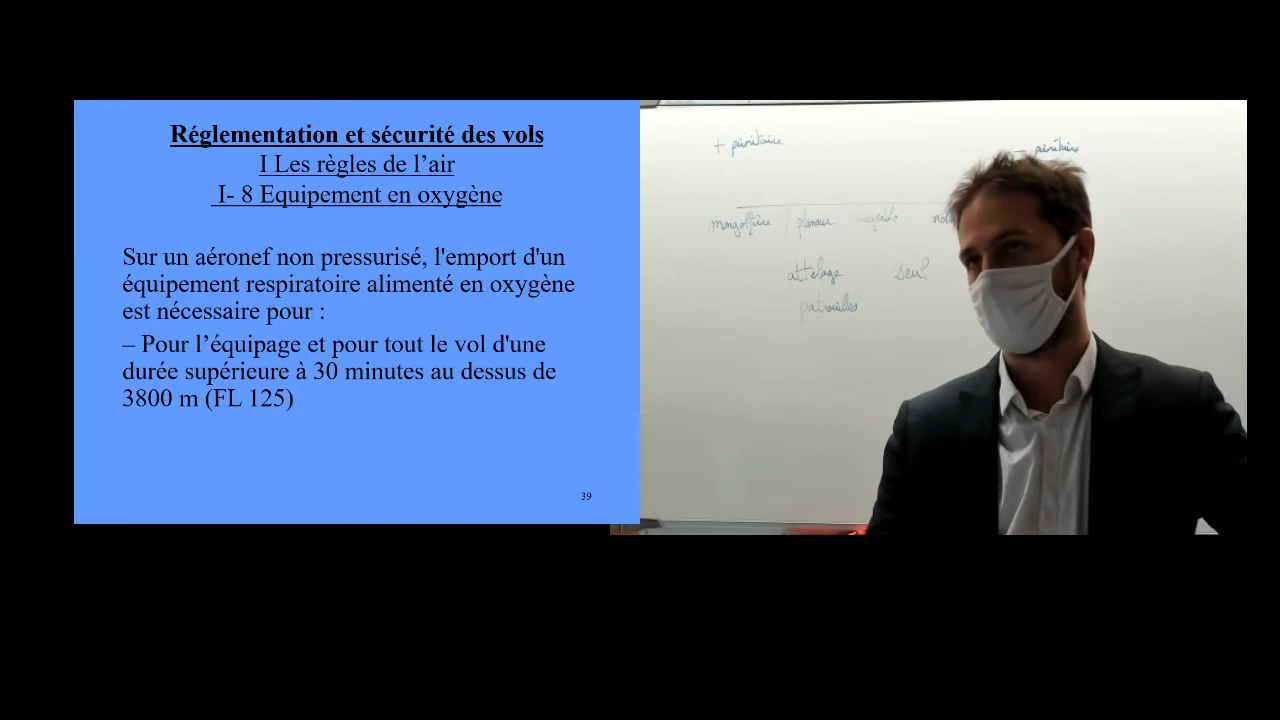 Réglementation et sécurité des vols
I Les règles de l’air
I- 8 Equipement en oxygène
Sur un aéronef non pressurisé, l'emport d'un
équipement respiratoire alimenté en oxygène
est nécessaire pour :
– Pour l’équipage et pour tout le vol d'une
durée supérieure à 30 minutes au dessus de
3800 m (FL 125)
39
+ prioritaire
— prioritaire
mongolfière / planeur
attelage seul
patrouilles